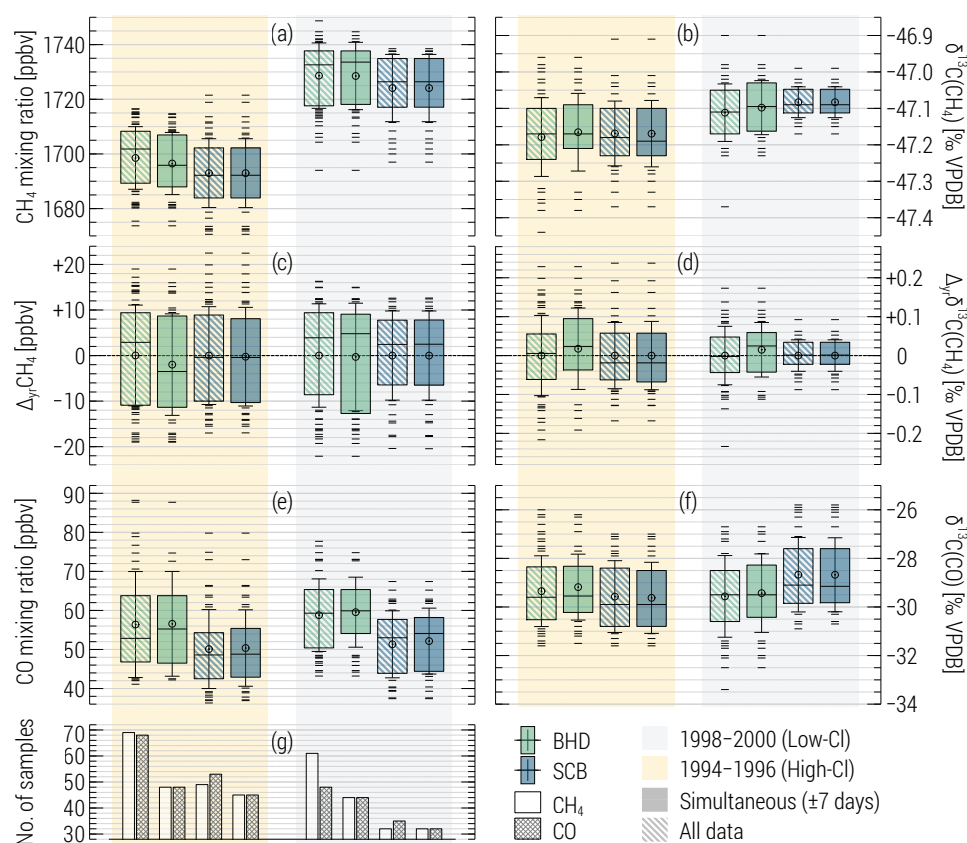 (a)
CH₄ mixing ratio [ppbv]
1740
1720
1700
1680
(b)
−46.9
−47.0
−47.1
−47.2
−47.3
−47.4
δ¹³C(CH₄) [‰ VPDB]
(c)
Δyr CH₄ [ppbv]
+20
+10
0
−10
−20
(d)
+0.2
+0.1
0
−0.1
−0.2
Δyr δ¹³C(CH₄) [‰ VPDB]
(e)
CO mixing ratio [ppbv]
90
80
70
60
50
40
(f)
−26
−28
−30
−32
−34
δ¹³C(CO) [‰ VPDB]
(g)
No. of samples
70
60
50
40
30
BHD
SCB
CH₄
CO
1998−2000 (Low-Cl)
1994−1996 (High-Cl)
Simultaneous (±7 days)
All data